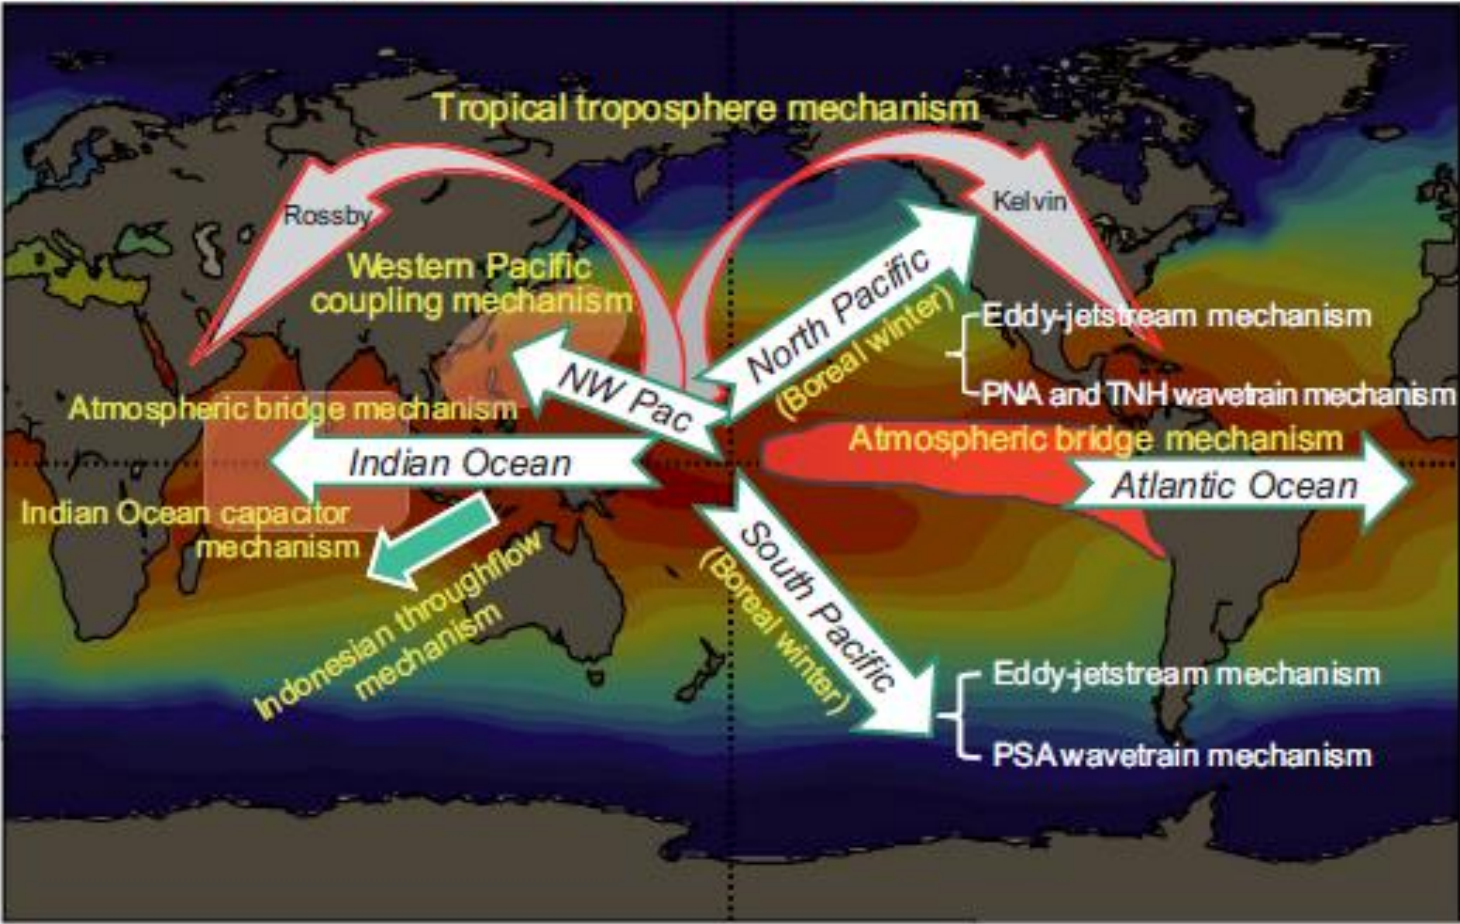 Tropical troposphere mechanism
Rossby
Kelvin
Western Pacific
coupling mechanism
North Pacific
(Boreal winter)
Eddy-jetstream mechanism
PNA and TNH wavetrain mechanism
NW Pac
Atmospheric bridge mechanism
Indian Ocean
Atmospheric bridge mechanism
Atlantic Ocean
Indian Ocean capacitor
mechanism
Indonesian throughflow
mechanism
South Pacific
(Boreal winter)
Eddy-jetstream mechanism
PSA wavetrain mechanism